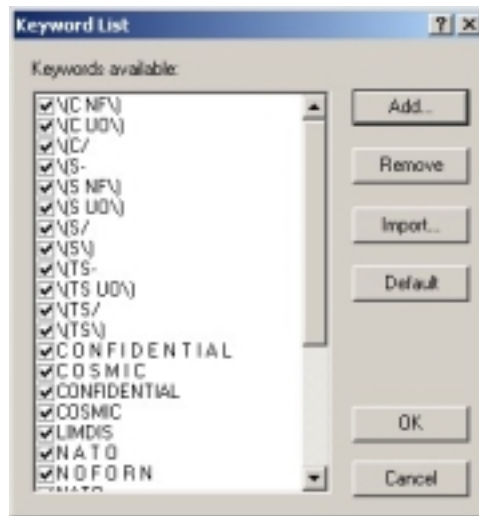 Keyword List
Keywords available:
\(C NF\)
\(C UO\)
\(C/
\(S-
\(S NF\)
\(S UO\)
\(S/
\(S\)
\(TS-
\(TS UO\)
\(TS/
\(TS\)
C O N F I D E N T I A L
C O S M I C
CONFIDENTIAL
COSMIC
LIMDIS
N A T O
N O F O R N
NATO
Add...
Remove
Import...
Default
OK
Cancel